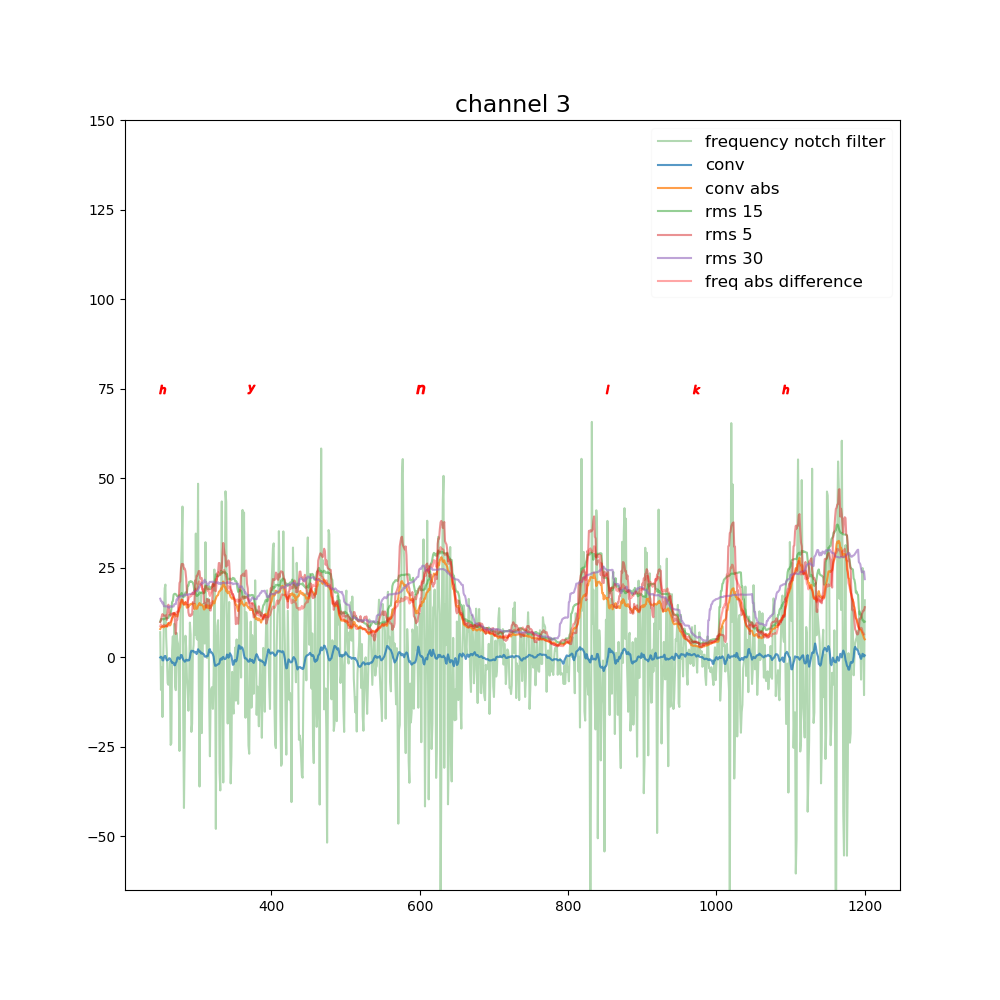 channel 3
150
frequency notch filter
conv
conv abs
rms 15
rms 5
rms 30
freq abs difference
125
100
75
h y n l k h
50
25
0
−25
−50
400 600 800 1000 1200